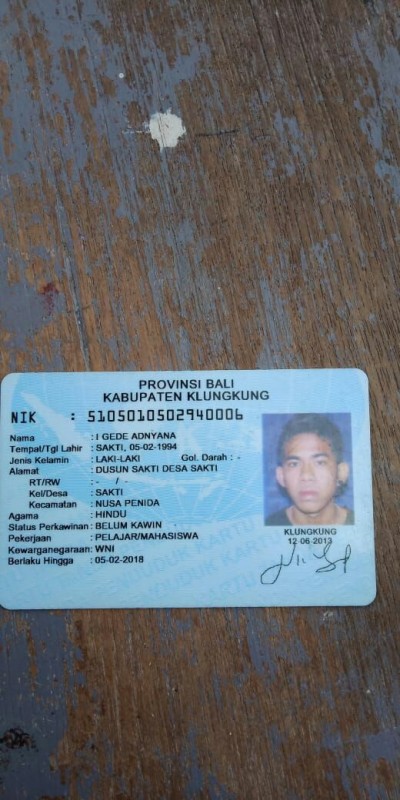 PROVINSI BALI
KABUPATEN KLUNGKUNG
NIK : 5105010502940006
Nama : I GEDE ADNYANA
Tempat/Tgl Lahir : SAKTI, 05-02-1994
Jenis Kelamin : LAKI-LAKI Gol. Darah : -
Alamat : DUSUN SAKTI DESA SAKTI
RT/RW : - / -
Kel/Desa : SAKTI
Kecamatan : NUSA PENIDA
Agama : HINDU
Status Perkawinan : BELUM KAWIN
Pekerjaan : PELAJAR/MAHASISWA
Kewarganegaraan: WNI
Berlaku Hingga : 05-02-2018
KLUNGKUNG
12-06-2013